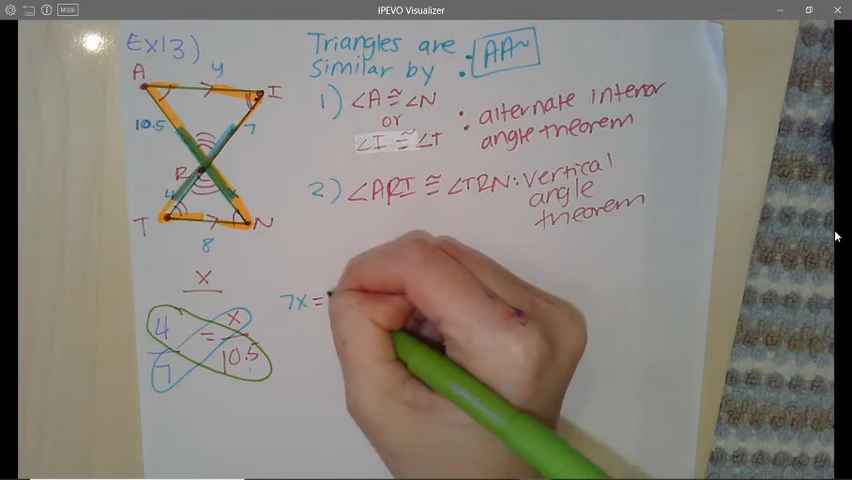 MODE
IPEVO Visualizer
Ex13)
A
y
I
10.5
7
R
4
x
T
N
8
Triangles are
similar by :
AA~
1) ∠A ≅ ∠N
or
∠I ≅ ∠T
: alternate interior
angle theorem
2) ∠ARI ≅ ∠TRN: vertical
angle
theorem
x
4/7 = x/10.5
7x =